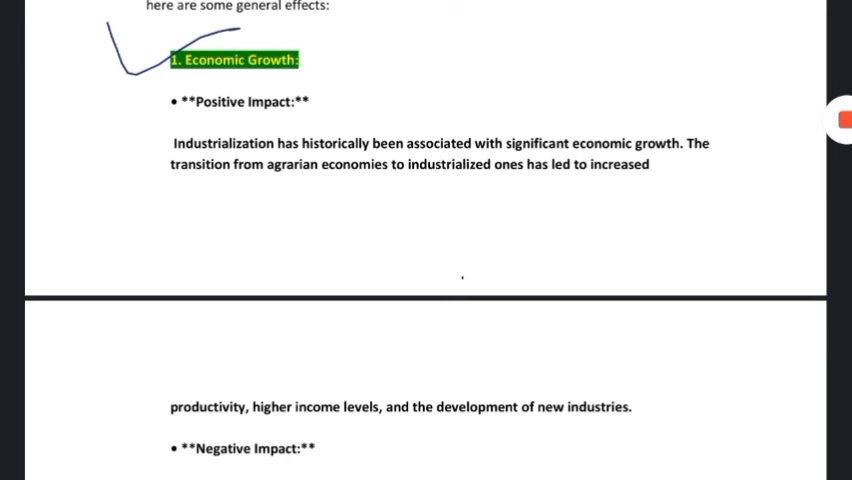 here are some general effects:
1. Economic Growth:
• **Positive Impact:**
Industrialization has historically been associated with significant economic growth. The
transition from agrarian economies to industrialized ones has led to increased
productivity, higher income levels, and the development of new industries.
• **Negative Impact:**